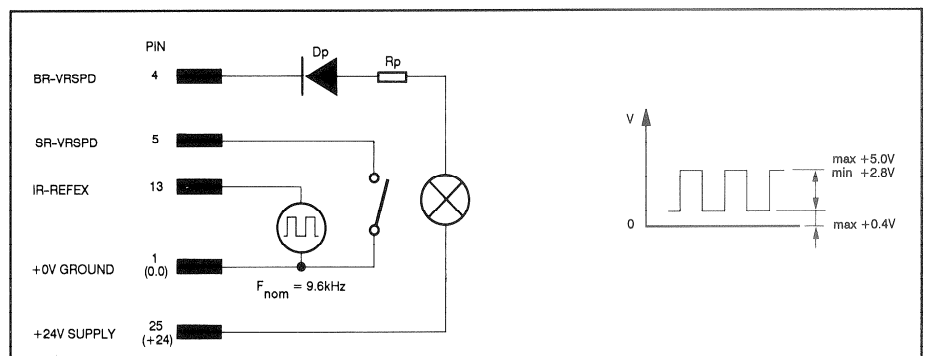 PIN
BR-VRSPD 4 Dp Rp
SR-VRSPD 5
IR-REFEX 13
+0V GROUND 1
(0.0)
Fnom = 9.6kHz
+24V SUPPLY 25
(+24)
V
max +5.0V
min +2.8V
0
max +0.4V